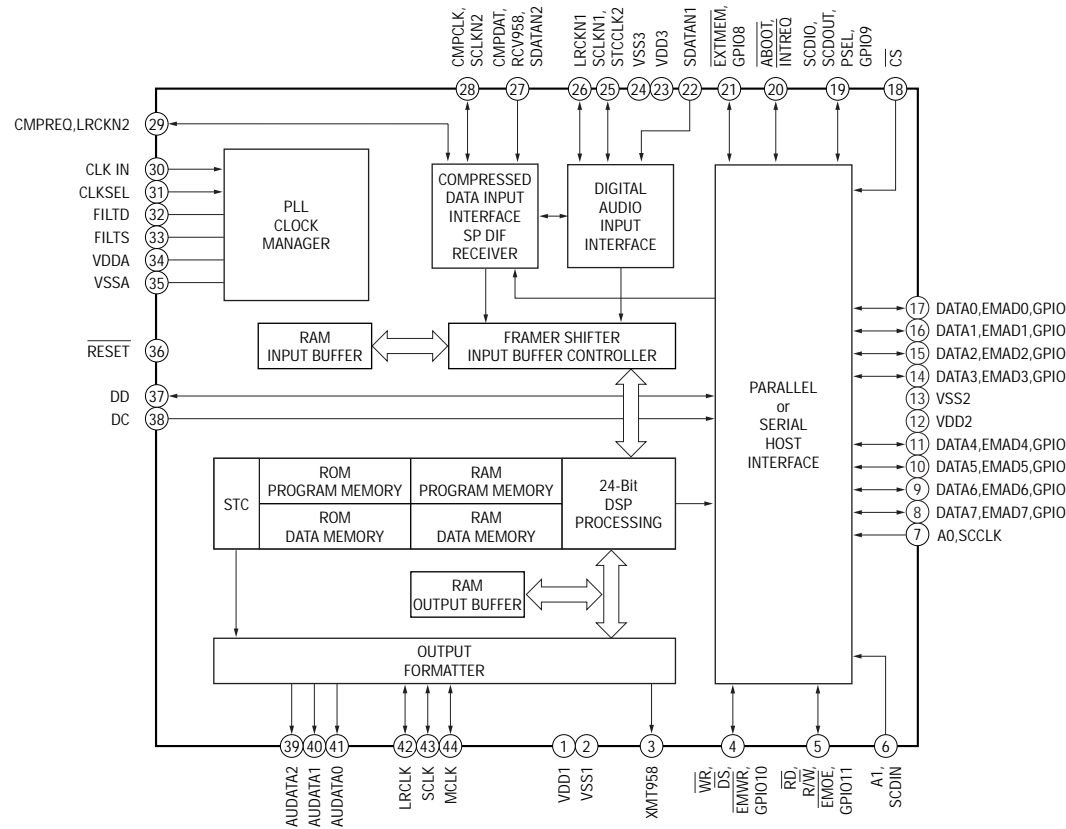 CMPCLK,
SCLKN2
CMPDAT,
RCV958,
SDATAN2
LRCKN1
SCLKN1,
STCCLK2
VSS3
VDD3
SDATAN1
EXTMEM,
GPIO8
ABOOT,
INTREQ
SCDIO,
SCDOUT,
PSEL,
GPIO9
CS
28
27
26
25
24
23
22
21
20
19
18
CMPREQ,LRCKN2
29
CLK IN
30
CLKSEL
31
FILTD
32
FILTS
33
VDDA
34
VSSA
35
RESET
36
DD
37
DC
38
PLL
CLOCK
MANAGER
COMPRESSED
DATA INPUT
INTERFACE
SP DIF
RECEIVER
DIGITAL
AUDIO
INPUT
INTERFACE
RAM
INPUT BUFFER
FRAMER SHIFTER
INPUT BUFFER CONTROLLER
STC
ROM
PROGRAM MEMORY
RAM
PROGRAM MEMORY
ROM
DATA MEMORY
RAM
DATA MEMORY
24-Bit
DSP
PROCESSING
RAM
OUTPUT BUFFER
OUTPUT
FORMATTER
PARALLEL
or
SERIAL
HOST
INTERFACE
17 DATA0,EMAD0,GPIO
16 DATA1,EMAD1,GPIO
15 DATA2,EMAD2,GPIO
14 DATA3,EMAD3,GPIO
13 VSS2
12 VDD2
11 DATA4,EMAD4,GPIO
10 DATA5,EMAD5,GPIO
9 DATA6,EMAD6,GPIO
8 DATA7,EMAD7,GPIO
7 A0,SCCLK
39
40
41
42
43
44
1
2
3
4
5
6
AUDATA2
AUDATA1
AUDATA0
LRCLK
SCLK
MCLK
VDD1
VSS1
XMT958
WR,
DS,
EMWR,
GPIO10
RD,
R/W,
EMOE,
GPIO11
A1,
SCDIN